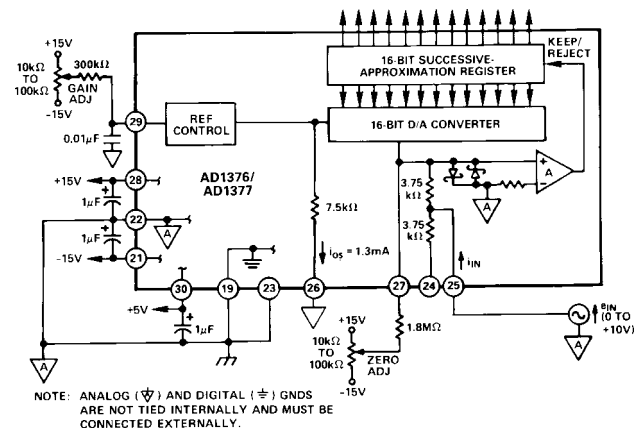 +15V
10kΩ
TO
100kΩ
300kΩ
GAIN
ADJ
-15V
0.01μF
29
REF
CONTROL
16-BIT SUCCESSIVE-
APPROXIMATION REGISTER
KEEP/
REJECT
16-BIT D/A CONVERTER
AD1376/
AD1377
+15V
28
1μF
22
A
1μF
-15V
21
7.5kΩ
iOS = 1.3mA
3.75
kΩ
3.75
kΩ
+
A
–
A
iIN
30
19
23
26
27
24
25
+5V
1μF
A
+15V
10kΩ
TO
100kΩ
1.8MΩ
ZERO
ADJ
-15V
eIN
(0 TO
+10V)
A
NOTE: ANALOG (A) AND DIGITAL (⏚) GNDS
ARE NOT TIED INTERNALLY AND MUST BE
CONNECTED EXTERNALLY.